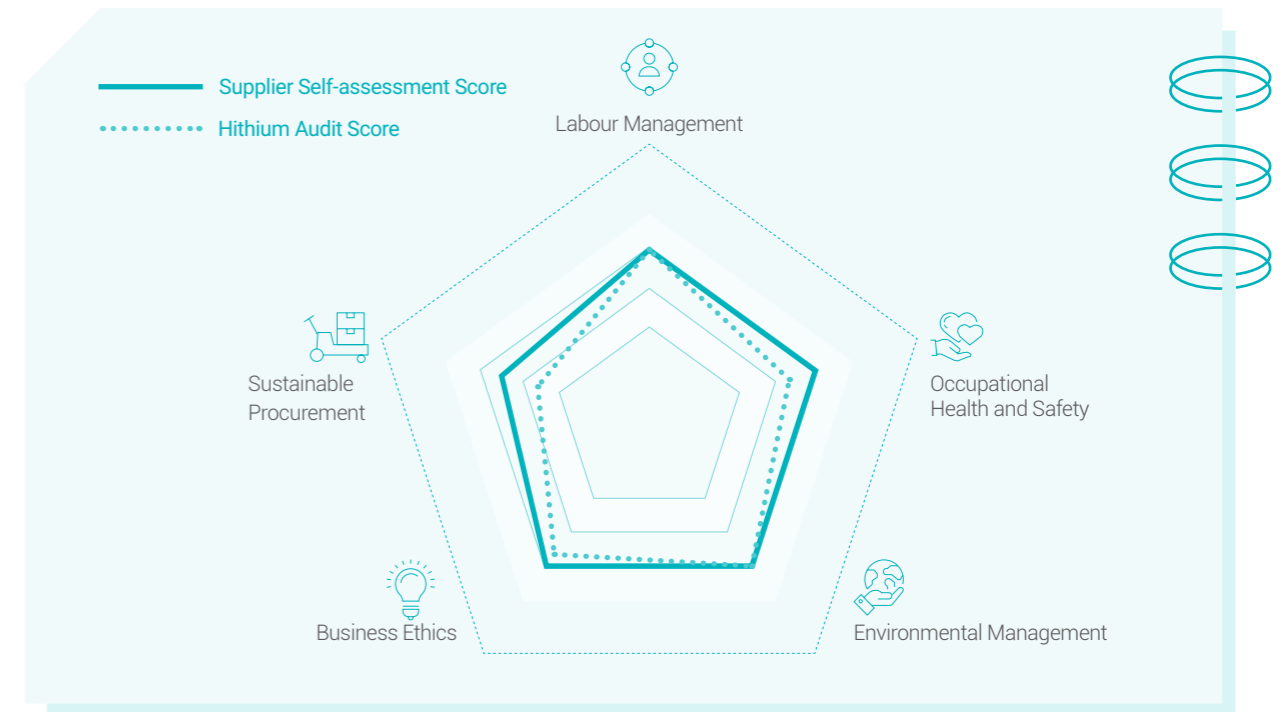 Supplier Self-assessment Score
Hithium Audit Score
Labour Management
Sustainable
Procurement
Occupational
Health and Safety
Business Ethics
Environmental Management